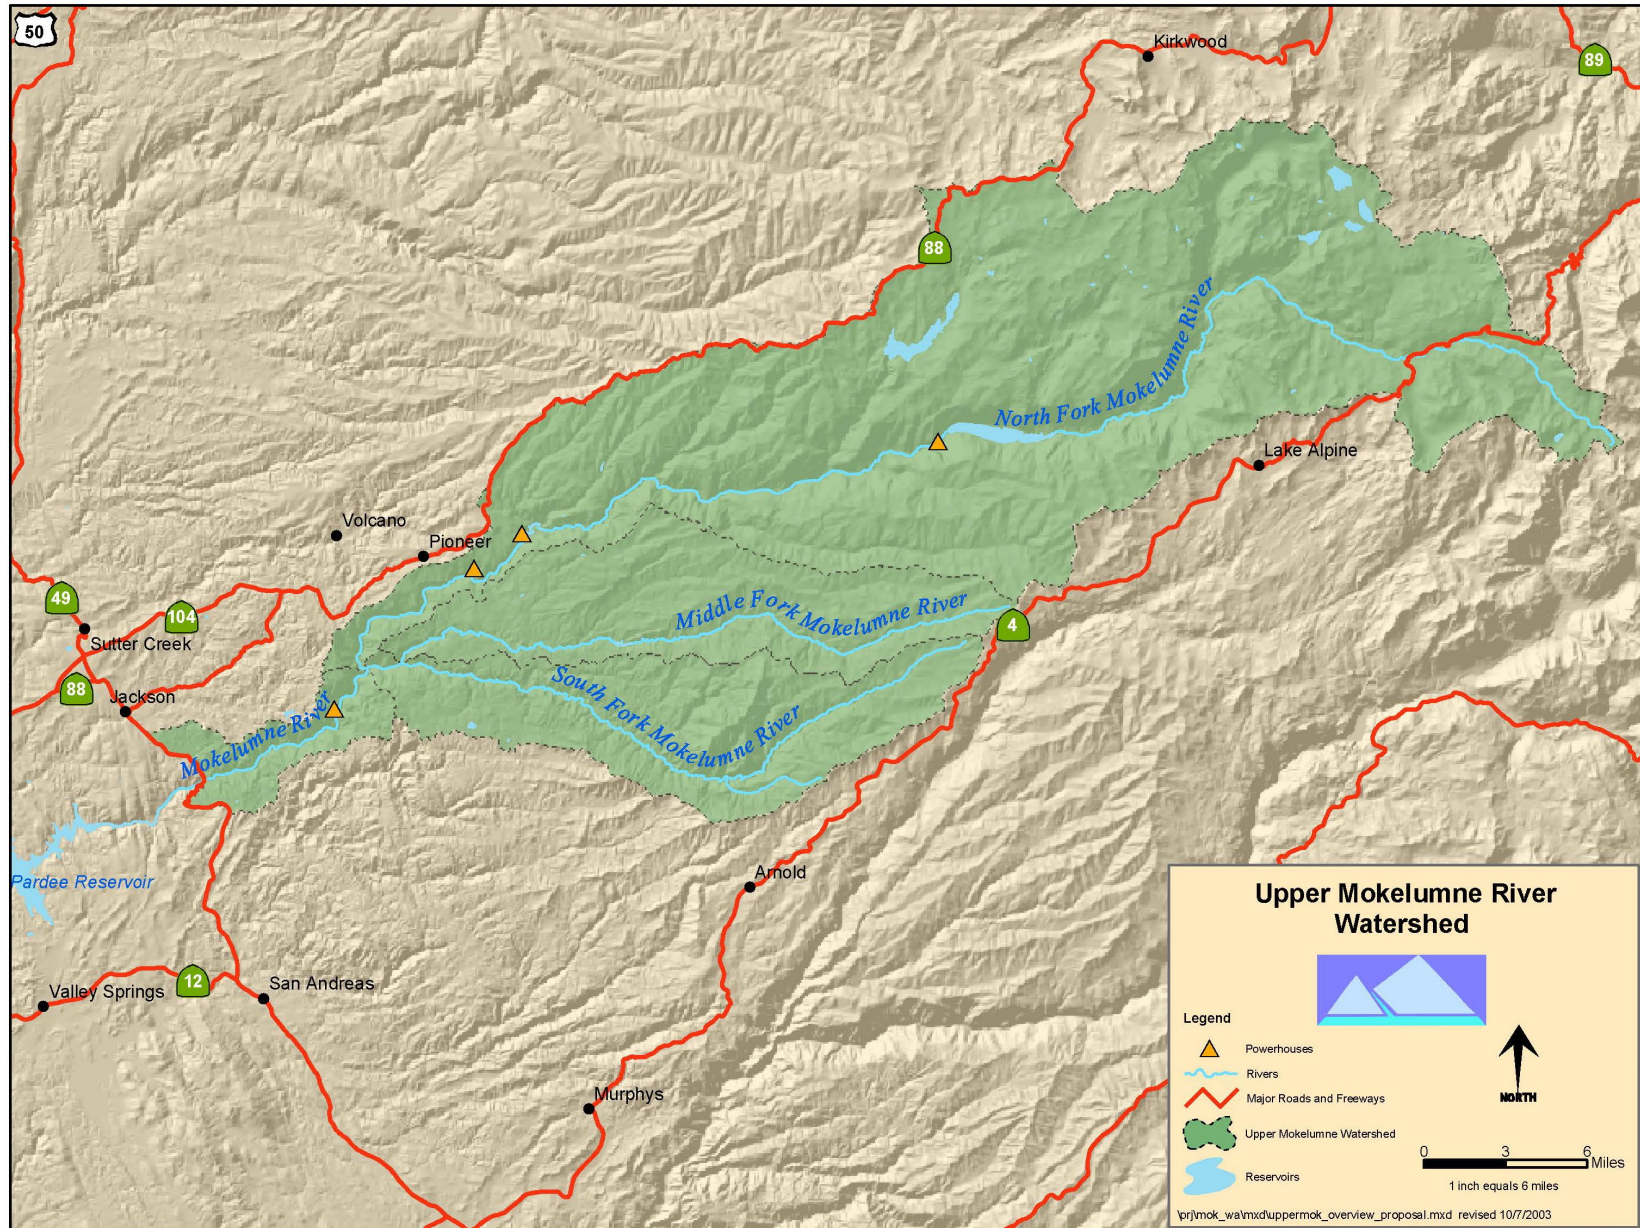 50
Kirkwood
89
88
North Fork Mokelumne River
Lake Alpine
Volcano
Pioneer
49
104
Sutter Creek
Middle Fork Mokelumne River
4
88
Jackson
South Fork Mokelumne River
Mokelumne River
Pardee Reservoir
Arnold
12
Valley Springs
San Andreas
Murphys
Upper Mokelumne River
Watershed
Legend
Powerhouses
Rivers
Major Roads and Freeways
Upper Mokelumne Watershed
Reservoirs
NORTH
0 3 6
Miles
1 inch equals 6 miles
\prj\mok_wa\mxd\uppermok_overview_proposal.mxd revised 10/7/2003